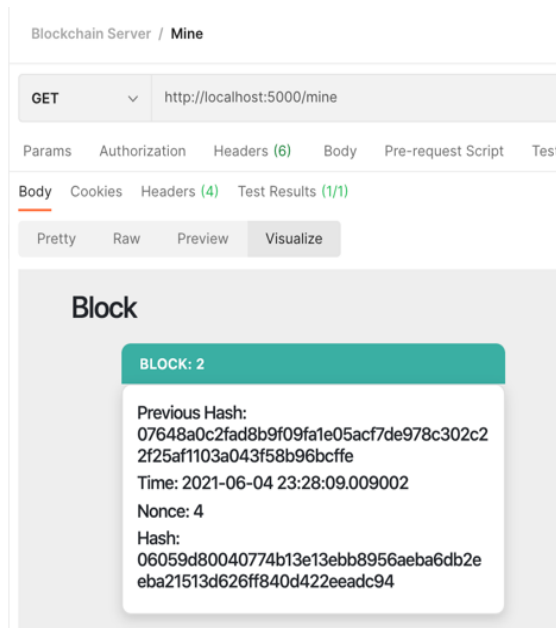 Blockchain Server / Mine
GET http://localhost:5000/mine
Params Authorization Headers (6) Body Pre-request Script Test
Body Cookies Headers (4) Test Results (1/1)
Pretty Raw Preview Visualize
Block
BLOCK: 2
Previous Hash:
07648a0c2fad8b9f09fa1e05acf7de978c302c2
2f25af1103a043f58b96bcffe
Time: 2021-06-04 23:28:09.009002
Nonce: 4
Hash:
06059d80040774b13e13ebb8956aeba6db2e
eba21513d626ff840d422eeadc94